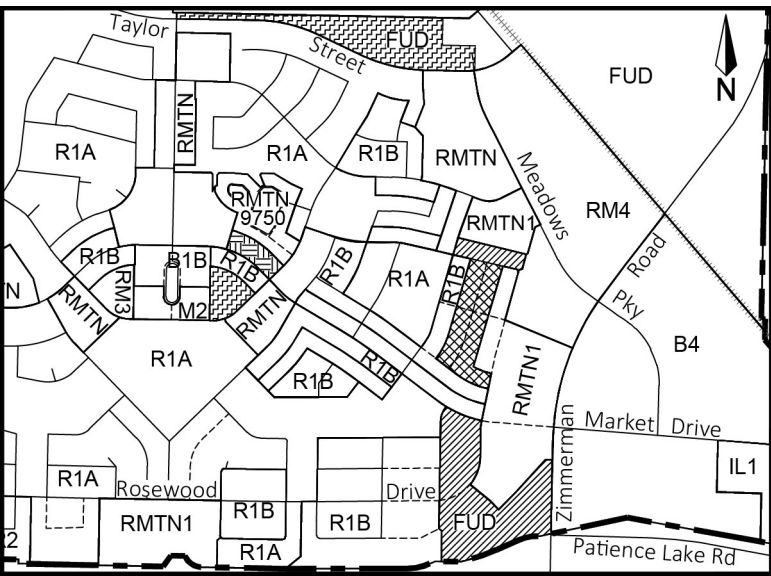 Taylor
Street
FUD
FUD
N
RMTN
R1A
R1A
R1B
RMTN
Meadows
RMTN
9750
RM4
RMTN1
Road
R1B
B1B
R1B
R1B
R1A
R1B
TN
RMTN
RM3
M2
RMTN
Pky
B4
R1A
R1B
R1B
RMTN1
Market Drive
Zimmerman
R1A
Rosewood
Drive
IL1
RMTN1
R1B
R1B
FUD
R2
R1A
Patience Lake Rd